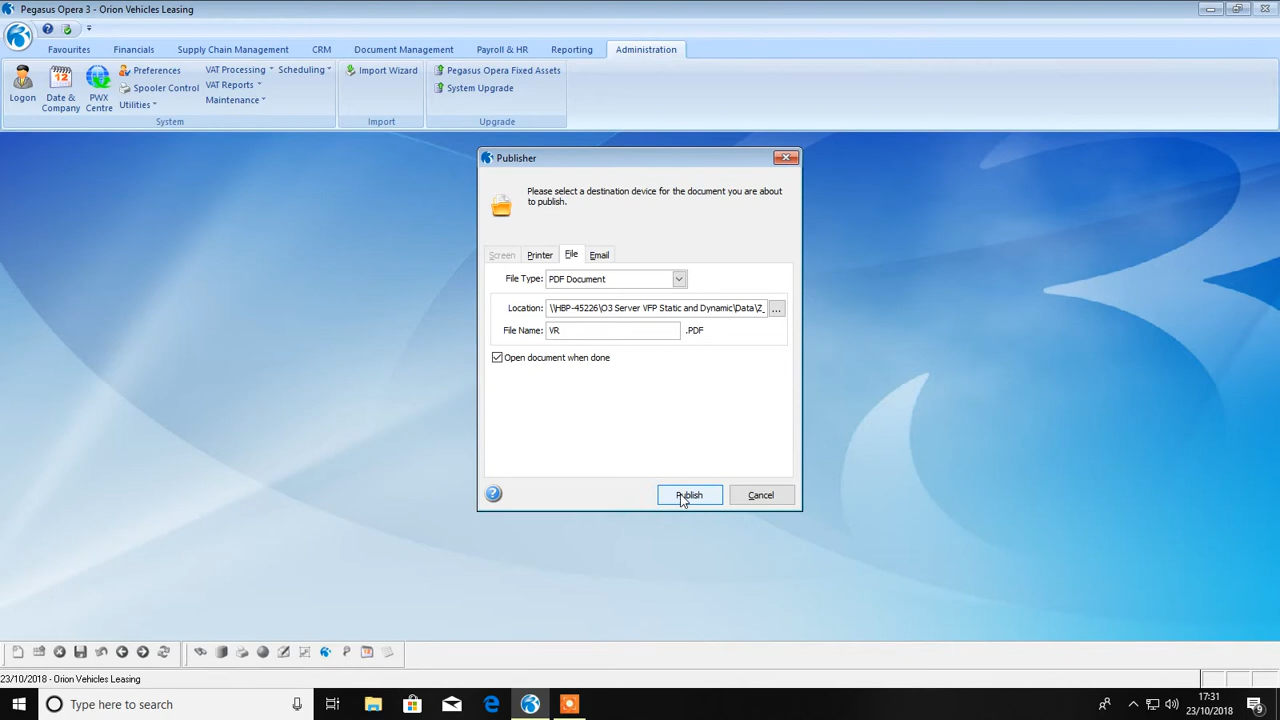 Pegasus Opera 3 - Orion Vehicles Leasing
Favourites Financials Supply Chain Management CRM Document Management Payroll & HR Reporting Administration
Logon
Date & Company
PWX Centre
Preferences
Spooler Control
Utilities
VAT Processing
VAT Reports
Maintenance
Scheduling
System
Import Wizard
Import
Pegasus Opera Fixed Assets
System Upgrade
Upgrade
Publisher
Please select a destination device for the document you are about
to publish.
Screen Printer File Email
File Type: PDF Document
Location: \\HBP-45226\O3 Server VFP Static and Dynamic\Data\Z_ ...
File Name: VR .PDF
Open document when done
Publish Cancel
23/10/2018 - Orion Vehicles Leasing
Type here to search
17:31
23/10/2018